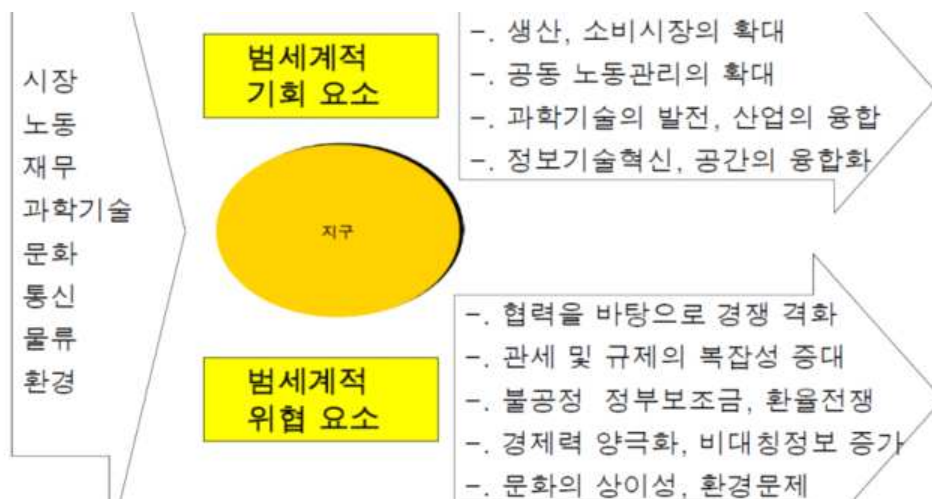 시장
노동
재무
과학기술
문화
통신
물류
환경
범세계적
기회 요소
-. 생산, 소비시장의 확대
-. 공동 노동관리의 확대
-. 과학기술의 발전, 산업의 융합
-. 정보기술혁신, 공간의 융합화
지구
범세계적
위협 요소
-. 협력을 바탕으로 경쟁 격화
-. 관세 및 규제의 복잡성 증대
-. 불공정 정부보조금, 환율전쟁
-. 경제력 양극화, 비대칭정보 증가
-. 문화의 상이성, 환경문제